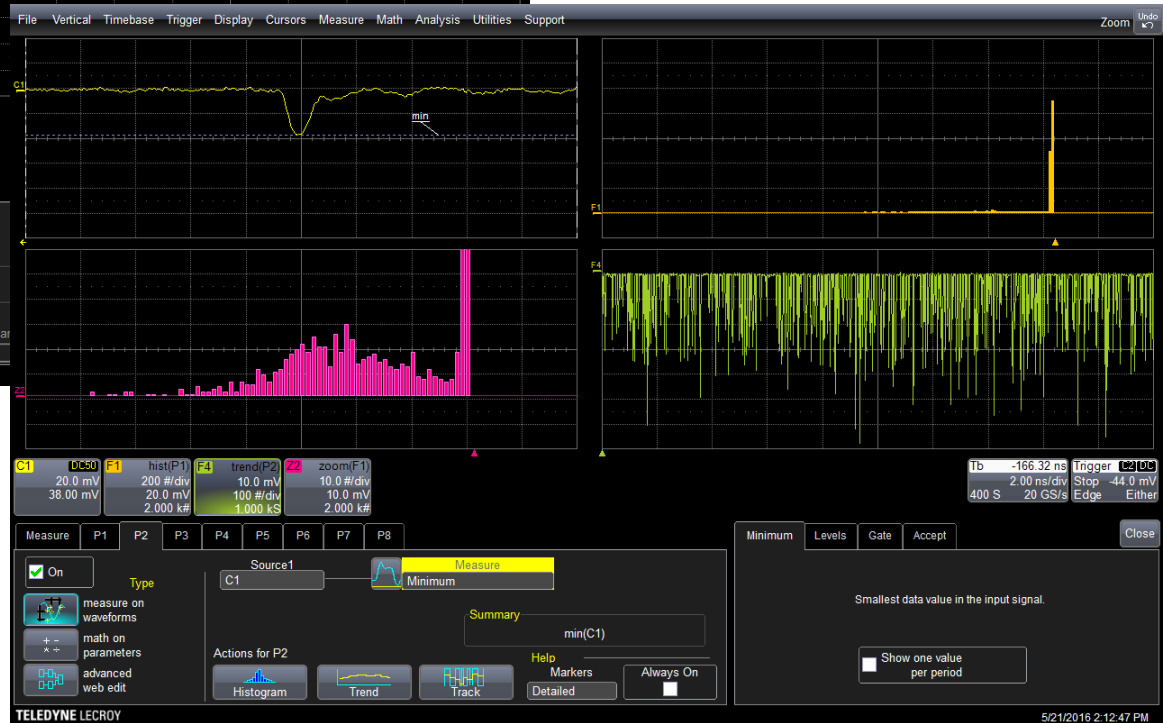 File Vertical Timebase Trigger Display Cursors Measure Math Analysis Utilities Support
Zoom Undo
C1
min
F1
Z2
F4
C1 DC50
20.0 mV
38.00 mV
F1 hist(P1)
200 #/div
20.0 mV
2.000 k#
F4 trend(P2)
10.0 mV
100 #/div
1.000 kS
Z2 zoom(F1)
10.0 #/div
10.0 mV
2.000 k#
Tb -166.32 ns
2.00 ns/div
400 S 20 GS/s
Trigger C2 DC
Stop -44.0 mV
Edge Either
Measure P1 P2 P3 P4 P5 P6 P7 P8
On
Type
measure on
waveforms
math on
parameters
advanced
web edit
Source1
C1
Measure
Minimum
Summary
min(C1)
Actions for P2
Histogram
Trend
Track
Help
Markers
Detailed
Always On
Minimum Levels Gate Accept
Close
Smallest data value in the input signal.
Show one value
per period
TELEDYNE LECROY
5/21/2016 2:12:47 PM